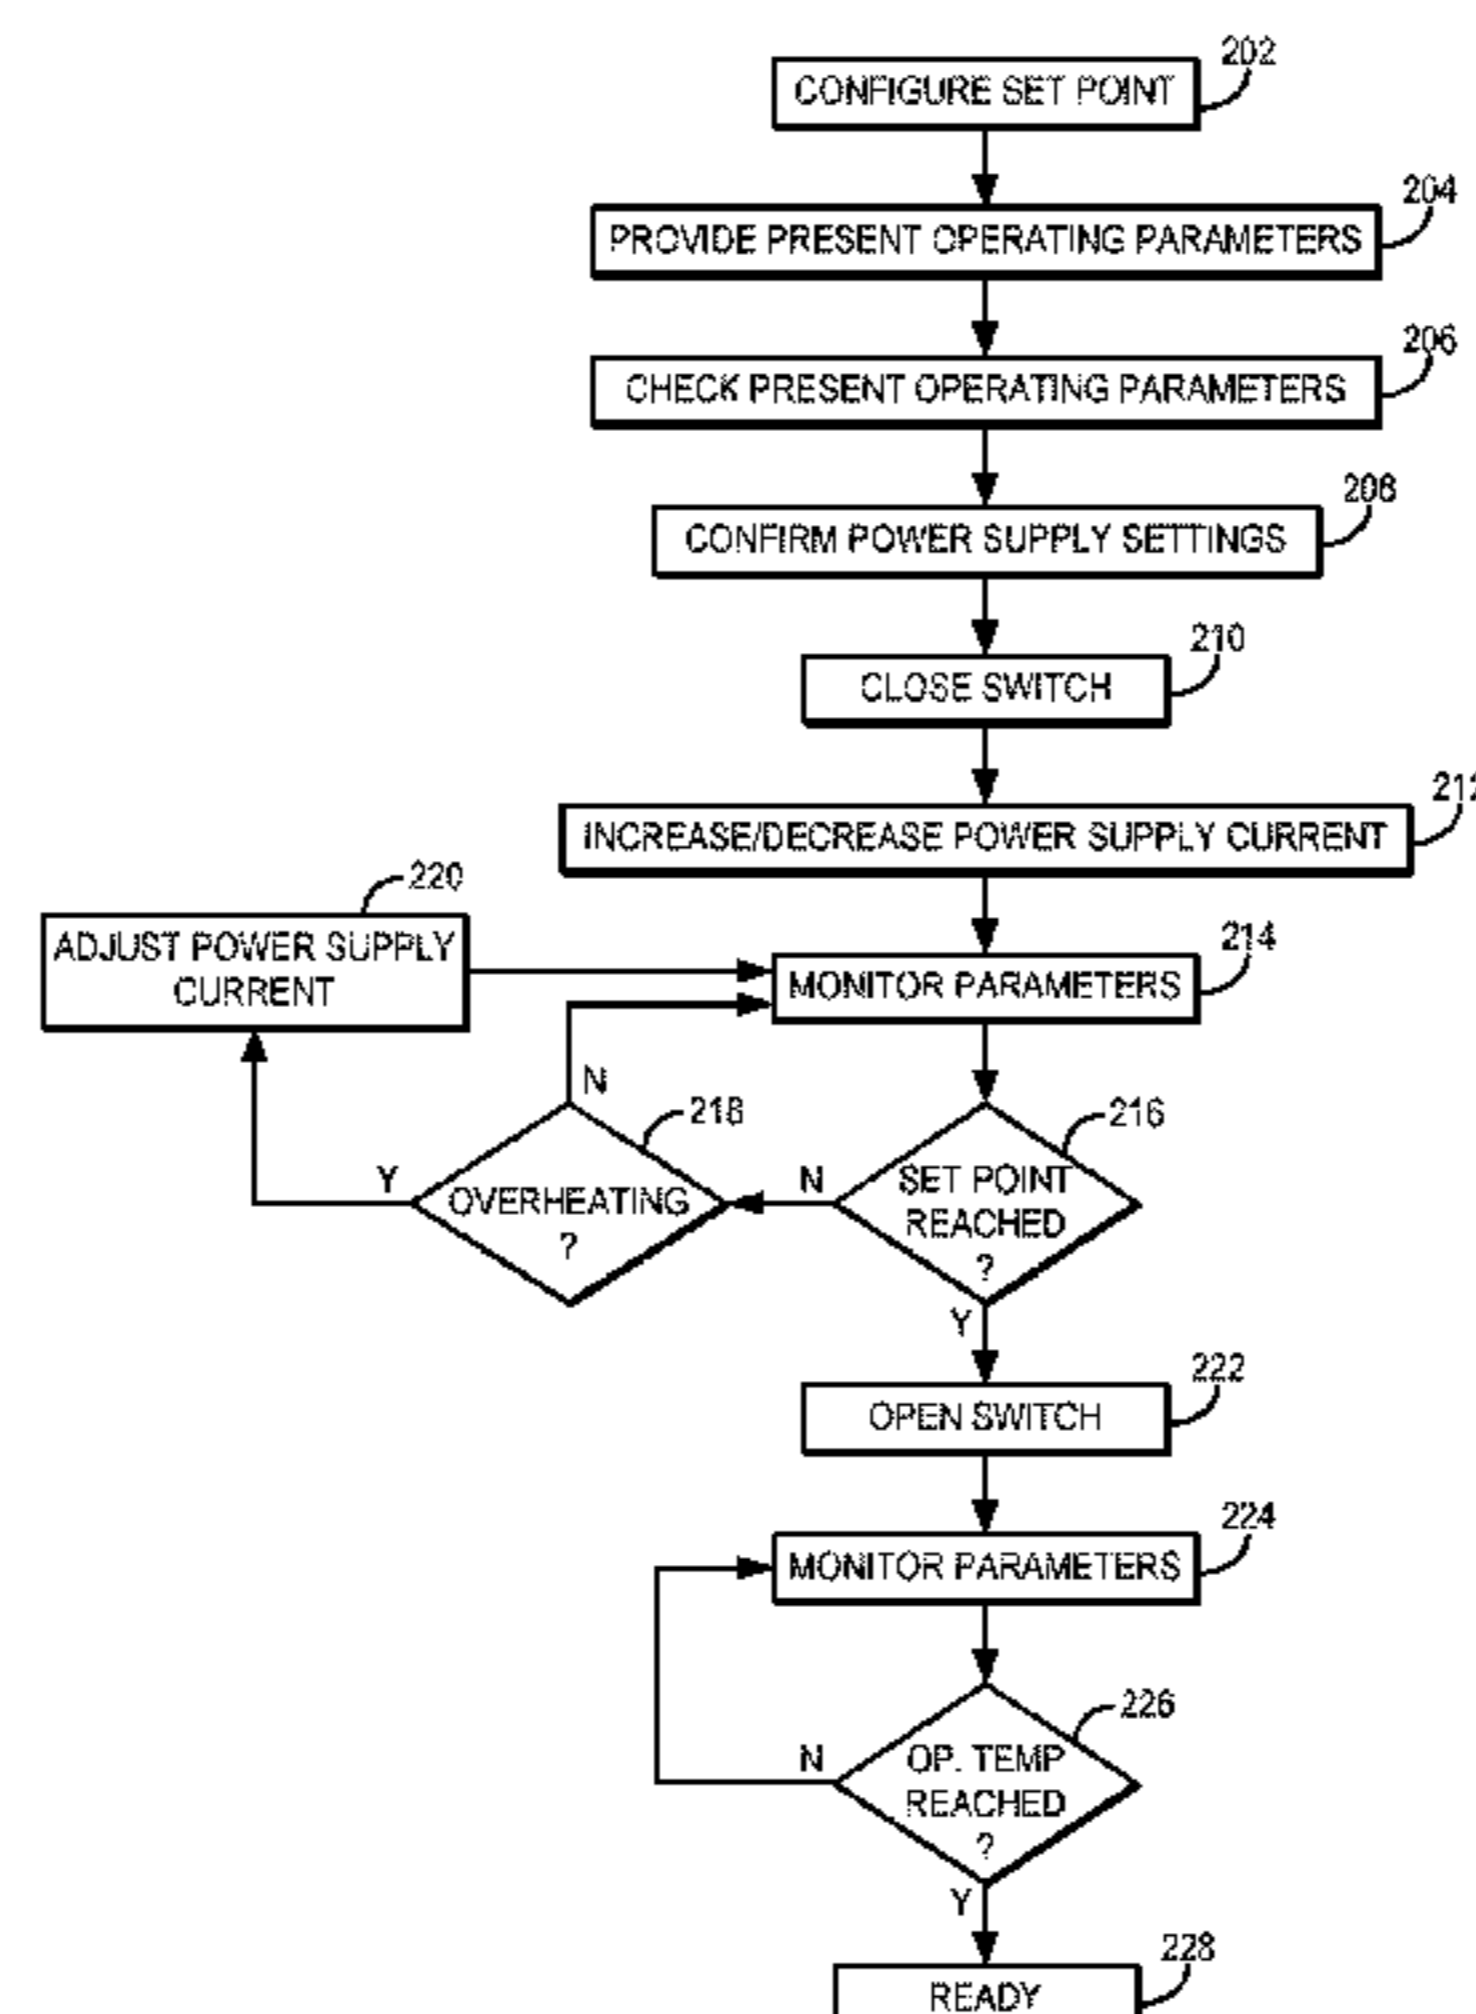 202
CONFIGURE SET POINT
204
PROVIDE PRESENT OPERATING PARAMETERS
206
CHECK PRESENT OPERATING PARAMETERS
208
CONFIRM POWER SUPPLY SETTINGS
210
CLOSE SWITCH
212
INCREASE/DECREASE POWER SUPPLY CURRENT
220
ADJUST POWER SUPPLY
CURRENT
214
MONITOR PARAMETERS
N
218
216
Y
OVERHEATING
?
N
SET POINT
REACHED
?
Y
222
OPEN SWITCH
224
MONITOR PARAMETERS
226
N
OP. TEMP
REACHED
?
Y
228
READY